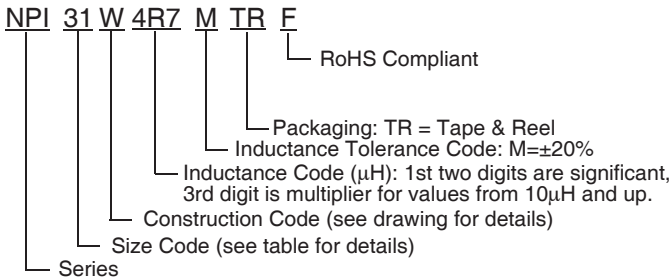 NPI 31 W 4R7 M TR F
RoHS Compliant
Packaging: TR = Tape & Reel
Inductance Tolerance Code: M=±20%
Inductance Code (μH): 1st two digits are significant,
3rd digit is multiplier for values from 10μH and up.
Construction Code (see drawing for details)
Size Code (see table for details)
Series